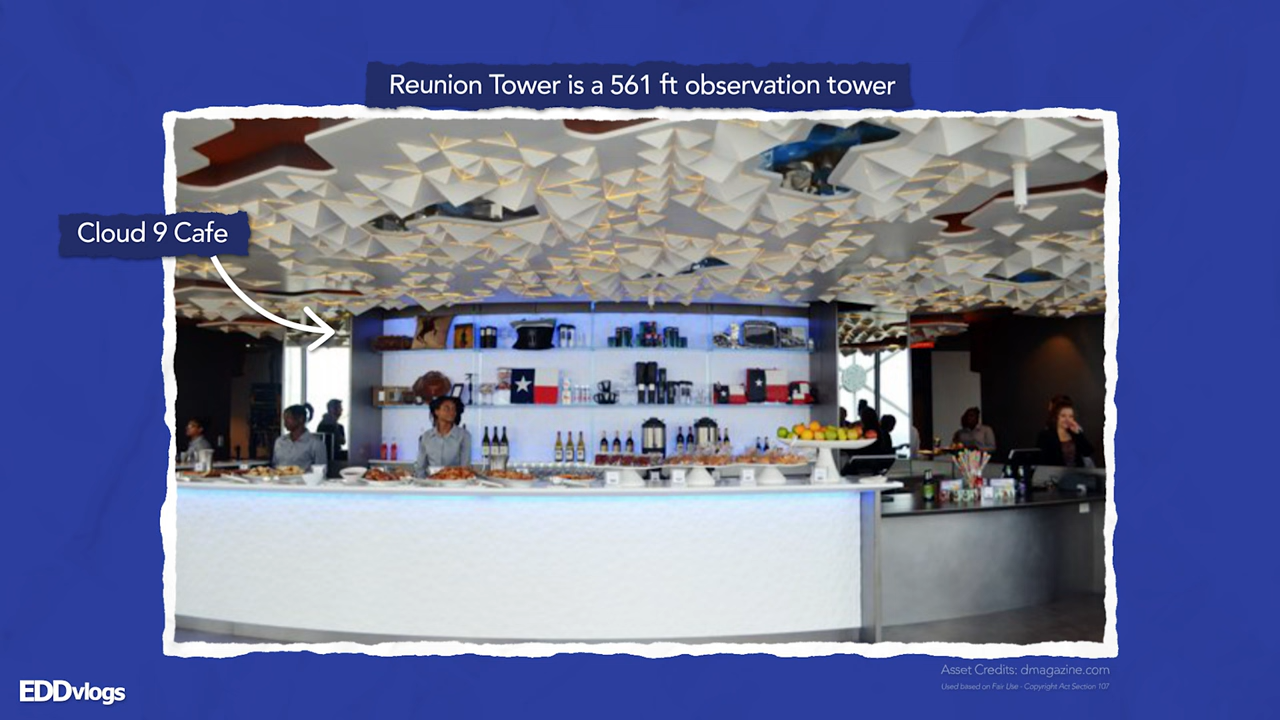 Reunion Tower is a 561 ft observation tower
Cloud 9 Cafe
Asset Credits: dmagazine.com
Used based on Fair Use - Copyright Act Section 107
EDDvlogs